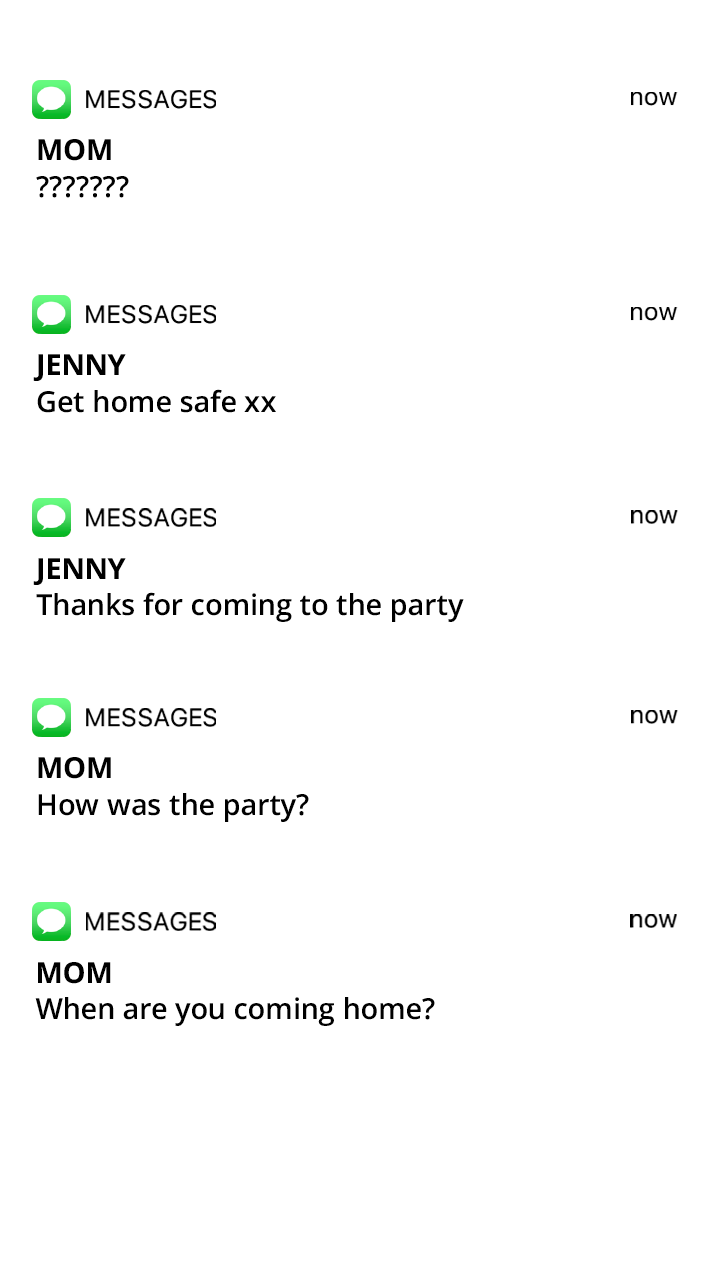 MESSAGES now
MOM
???????
MESSAGES now
JENNY
Get home safe xx
MESSAGES now
JENNY
Thanks for coming to the party
MESSAGES now
MOM
How was the party?
MESSAGES now
MOM
When are you coming home?